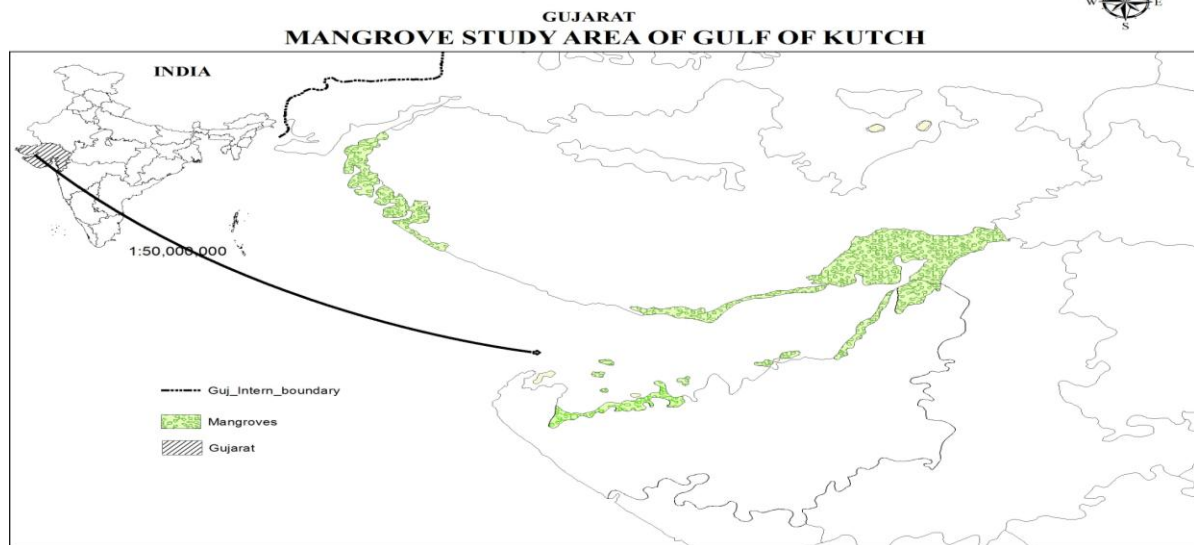 W E
S
GUJARAT
MANGROVE STUDY AREA OF GULF OF KUTCH
INDIA
1:50,000,000
Guj_Intern_boundary
Mangroves
Gujarat